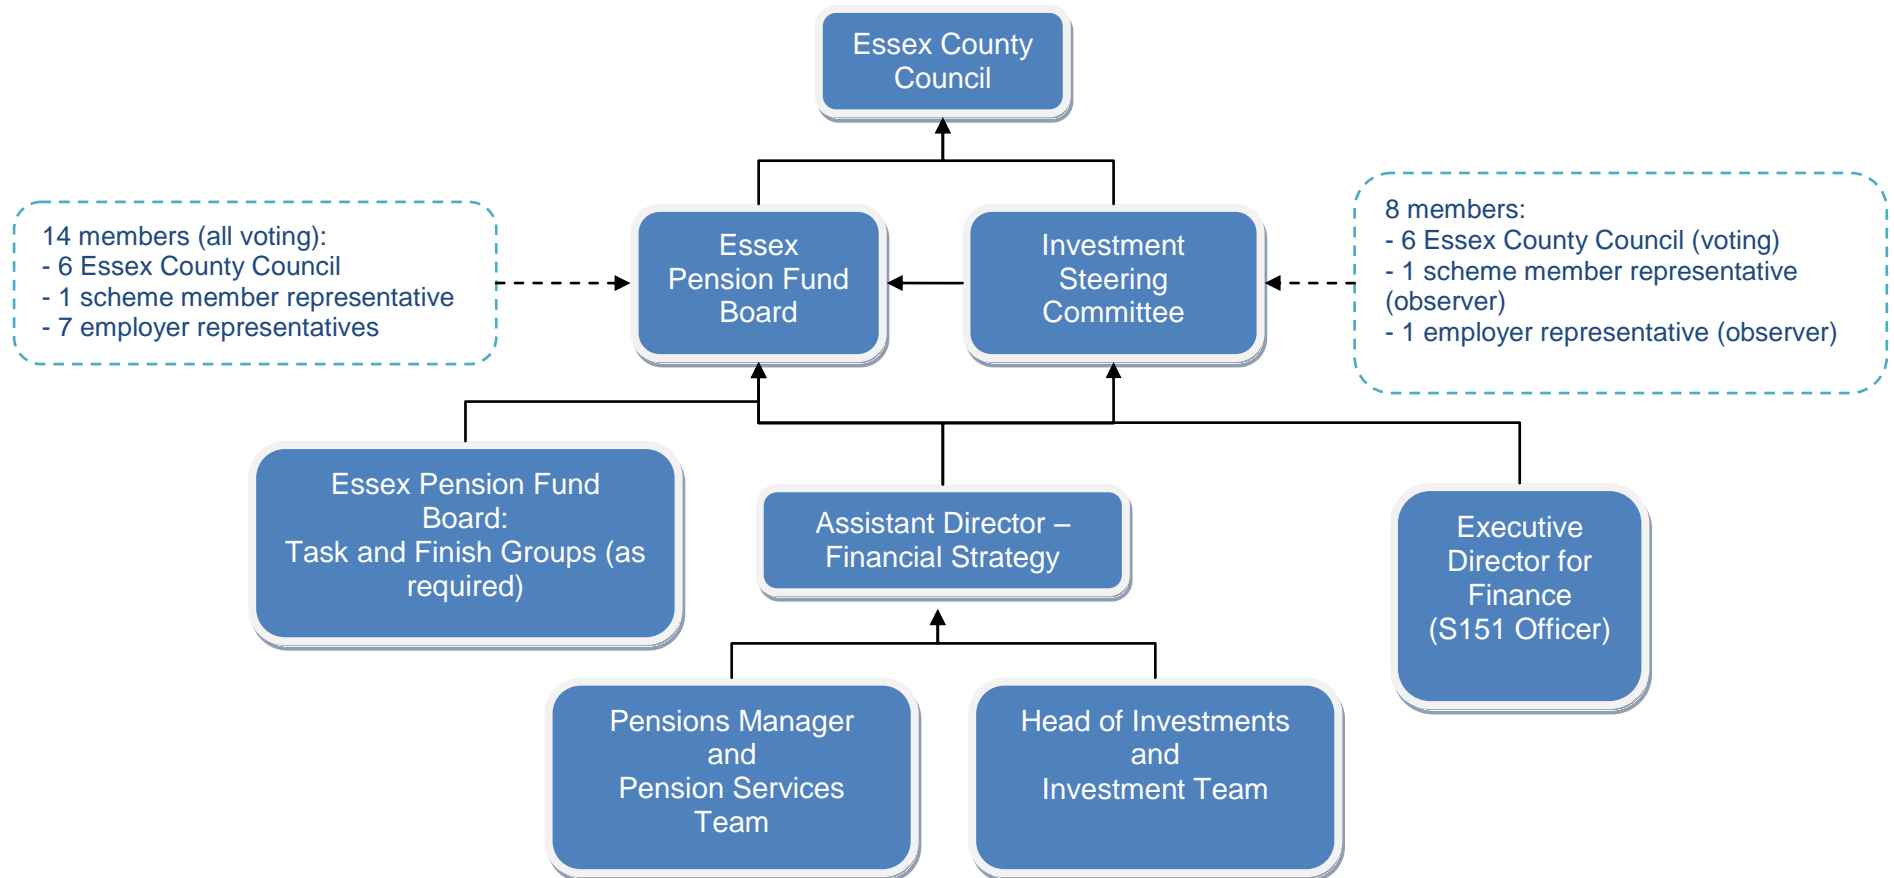 Essex County
Council
14 members (all voting):
- 6 Essex County Council
- 1 scheme member representative
- 7 employer representatives
Essex
Pension Fund
Board
Investment
Steering
Committee
8 members:
- 6 Essex County Council (voting)
- 1 scheme member representative
(observer)
- 1 employer representative (observer)
Essex Pension Fund
Board:
Task and Finish Groups (as
required)
Assistant Director –
Financial Strategy
Executive
Director for
Finance
(S151 Officer)
Pensions Manager
and
Pension Services
Team
Head of Investments
and
Investment Team